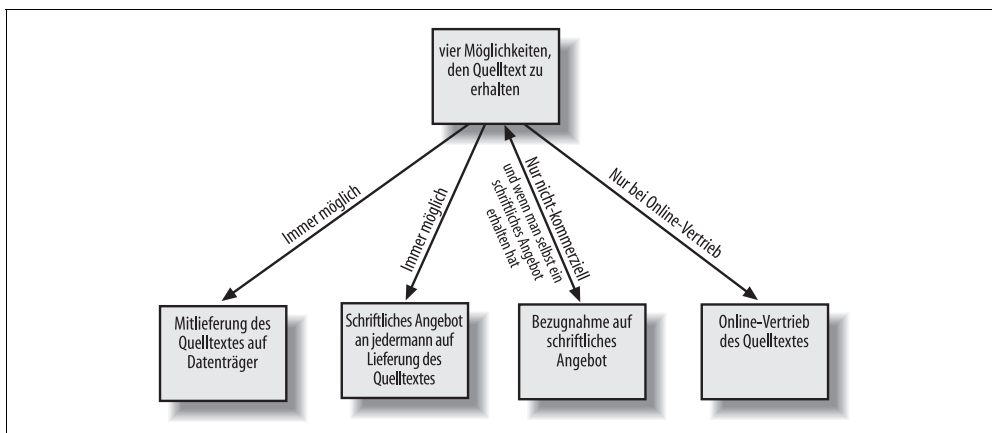 vier Möglichkeiten,
den Quelltext zu
erhalten
Immer möglich
Immer möglich
Nur nicht-kommerziell
und wenn man selbst ein
schriftliches Angebot
erhalten hat
Nur bei Online-Vertrieb
Mitlieferung des
Quelltextes auf
Datenträger
Schriftliches Angebot
an jedermann auf
Lieferung des
Quelltextes
Bezugnahme auf
schriftliches
Angebot
Online-Vertrieb
des Quelltextes